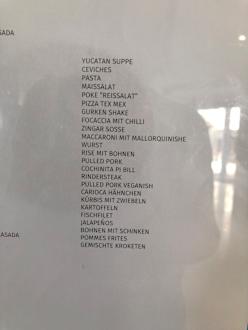 SADA
YUCATAN SUPPE
CEVICHES
PASTA
MAISSALAT
POKE "REISSALAT"
PIZZA TEX MEX
GURKEN SHAKE
FOCACCIA MIT CHILLI
ZINGAR SOSSE
MACCARONI MIT MALLORQUINISHE
WURST
RISE MIT BOHNEN
PULLED PORK
COCHINITA PI BILL
RINDERSTEAK
PULLED PORK VEGANISH
CARIOCA HÄHNCHEN
KÜRBIS MIT ZWIEBELN
KARTOFFELN
FISCHFILET
JALAPEÑOS
BOHNEN MIT SCHINKEN
ASADA
POMMES FRITES
GEMISCHTE KROKETEN